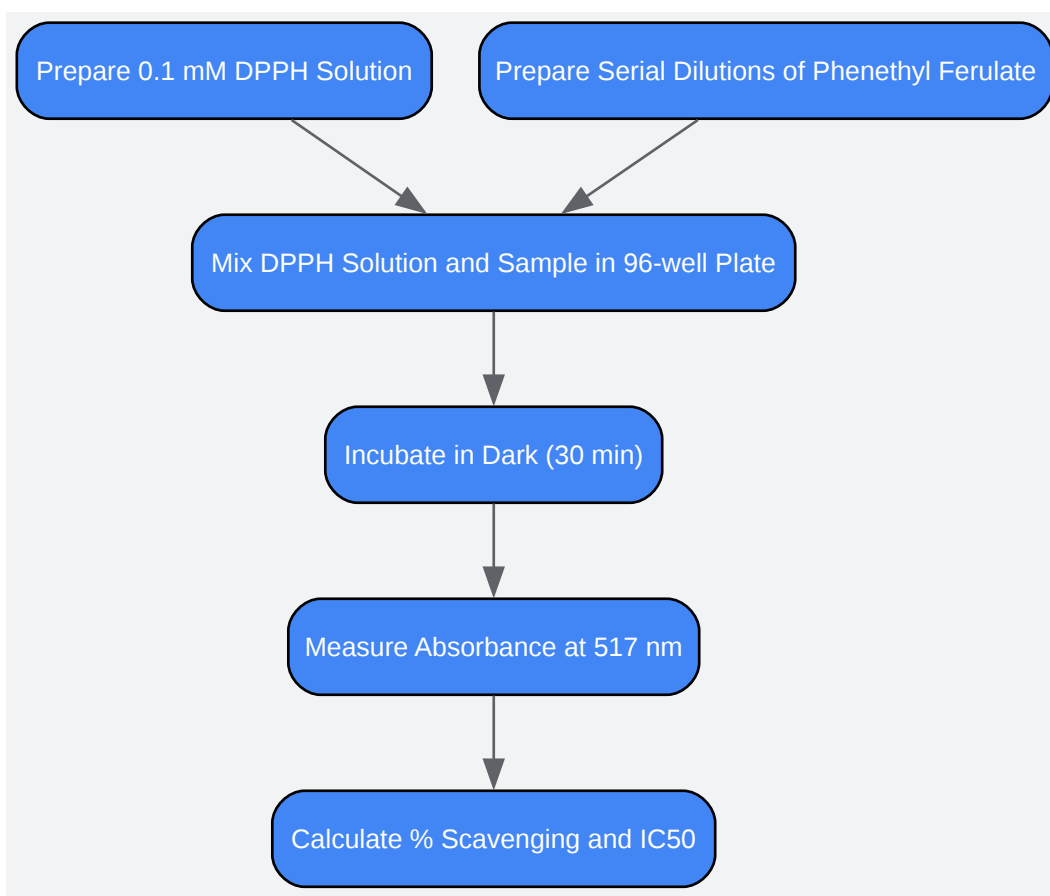 Prepare 0.1 mM DPPH Solution
Prepare Serial Dilutions of Phenethyl Ferulate
Mix DPPH Solution and Sample in 96-well Plate
Incubate in Dark (30 min)
Measure Absorbance at 517 nm
Calculate % Scavenging and IC50